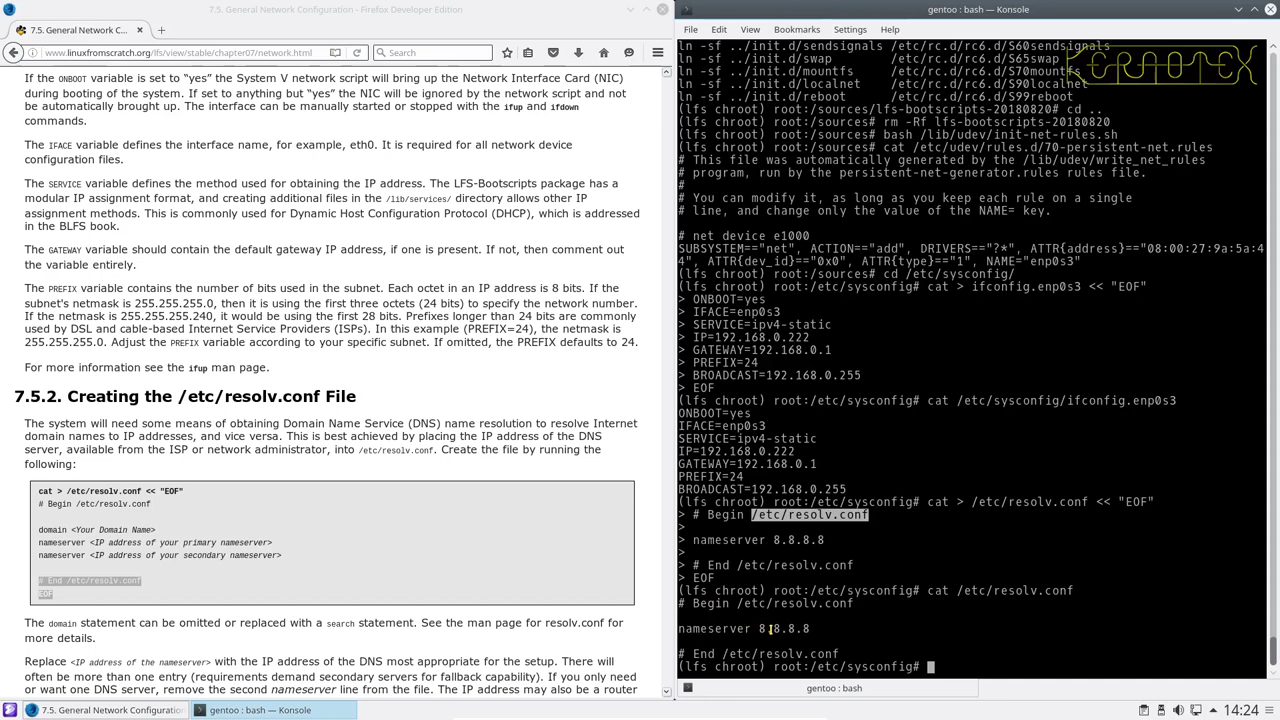 7.5. General Network Configuration - Firefox Developer Edition
7.5. General Network C...
www.linuxfromscratch.org/lfs/view/stable/chapter07/network.html
Search
If the ONBOOT variable is set to “yes” the System V network script will bring up the Network Interface Card (NIC)
during booting of the system. If set to anything but “yes” the NIC will be ignored by the network script and not
be automatically brought up. The interface can be manually started or stopped with the ifup and ifdown
commands.
The IFACE variable defines the interface name, for example, eth0. It is required for all network device
configuration files.
The SERVICE variable defines the method used for obtaining the IP address. The LFS-Bootscripts package has a
modular IP assignment format, and creating additional files in the /lib/services/ directory allows other IP
assignment methods. This is commonly used for Dynamic Host Configuration Protocol (DHCP), which is addressed
in the BLFS book.
The GATEWAY variable should contain the default gateway IP address, if one is present. If not, then comment out
the variable entirely.
The PREFIX variable contains the number of bits used in the subnet. Each octet in an IP address is 8 bits. If the
subnet's netmask is 255.255.255.0, then it is using the first three octets (24 bits) to specify the network number.
If the netmask is 255.255.255.240, it would be using the first 28 bits. Prefixes longer than 24 bits are commonly
used by DSL and cable-based Internet Service Providers (ISPs). In this example (PREFIX=24), the netmask is
255.255.255.0. Adjust the PREFIX variable according to your specific subnet. If omitted, the PREFIX defaults to 24.
For more information see the ifup man page.
7.5.2. Creating the /etc/resolv.conf File
The system will need some means of obtaining Domain Name Service (DNS) name resolution to resolve Internet
domain names to IP addresses, and vice versa. This is best achieved by placing the IP address of the DNS
server, available from the ISP or network administrator, into /etc/resolv.conf. Create the file by running the
following:
cat > /etc/resolv.conf << "EOF"
# Begin /etc/resolv.conf
domain <Your Domain Name>
nameserver <IP address of your primary nameserver>
nameserver <IP address of your secondary nameserver>
# End /etc/resolv.conf
EOF
The domain statement can be omitted or replaced with a search statement. See the man page for resolv.conf for
more details.
Replace <IP address of the nameserver> with the IP address of the DNS most appropriate for the setup. There will
often be more than one entry (requirements demand secondary servers for fallback capability). If you only need
or want one DNS server, remove the second nameserver line from the file. The IP address may also be a router
gentoo : bash — Konsole
File Edit View Bookmarks Settings Help
KERNOTEX
ln -sf ../init.d/sendsignals /etc/rc.d/rc6.d/S60sendsignals
ln -sf ../init.d/swap /etc/rc.d/rc6.d/S65swap
ln -sf ../init.d/mountfs /etc/rc.d/rc6.d/S70mountfs
ln -sf ../init.d/localnet /etc/rc.d/rc6.d/S90localnet
ln -sf ../init.d/reboot /etc/rc.d/rc6.d/S99reboot
(lfs chroot) root:/sources/lfs-bootscripts-20180820# cd ..
(lfs chroot) root:/sources# rm -Rf lfs-bootscripts-20180820
(lfs chroot) root:/sources# bash /lib/udev/init-net-rules.sh
(lfs chroot) root:/sources# cat /etc/udev/rules.d/70-persistent-net.rules
# This file was automatically generated by the /lib/udev/write_net_rules
# program, run by the persistent-net-generator.rules rules file.
#
# You can modify it, as long as you keep each rule on a single
# line, and change only the value of the NAME= key.
# net device e1000
SUBSYSTEM=="net", ACTION=="add", DRIVERS=="?*", ATTR{address}=="08:00:27:9a:5a:4
4", ATTR{dev_id}=="0x0", ATTR{type}=="1", NAME="enp0s3"
(lfs chroot) root:/sources# cd /etc/sysconfig/
(lfs chroot) root:/etc/sysconfig# cat > ifconfig.enp0s3 << "EOF"
> ONBOOT=yes
> IFACE=enp0s3
> SERVICE=ipv4-static
> IP=192.168.0.222
> GATEWAY=192.168.0.1
> PREFIX=24
> BROADCAST=192.168.0.255
> EOF
(lfs chroot) root:/etc/sysconfig# cat /etc/sysconfig/ifconfig.enp0s3
ONBOOT=yes
IFACE=enp0s3
SERVICE=ipv4-static
IP=192.168.0.222
GATEWAY=192.168.0.1
PREFIX=24
BROADCAST=192.168.0.255
(lfs chroot) root:/etc/sysconfig# cat > /etc/resolv.conf << "EOF"
> # Begin /etc/resolv.conf
>
> nameserver 8.8.8.8
>
> # End /etc/resolv.conf
> EOF
(lfs chroot) root:/etc/sysconfig# cat /etc/resolv.conf
# Begin /etc/resolv.conf
nameserver 8.8.8.8
# End /etc/resolv.conf
(lfs chroot) root:/etc/sysconfig#
gentoo : bash
7.5. General Network Configuration
gentoo : bash — Konsole
14:24